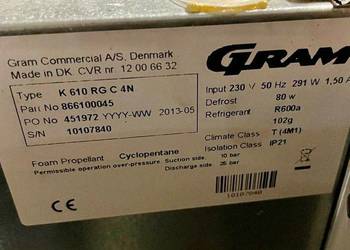 Gram Commercial A/S. Denmark
Made in DK. CVR nr. 12 00 66 32
GRAM
Type K 610 RG C 4N
Part No 866100045
PO No 451972 YYYY-WW 2013-05
S/N 10107840
Input 230 V 50 Hz 291 W 1,50 A
Defrost 80 w
Refrigerant R600a
102g
Climate Class T (4M1)
Isolation Class IP21
Foam Propellant Cyclopentane
Permissible operation over-pressure Suction side 10 bar
Discharge side 25 bar
CE
10107840